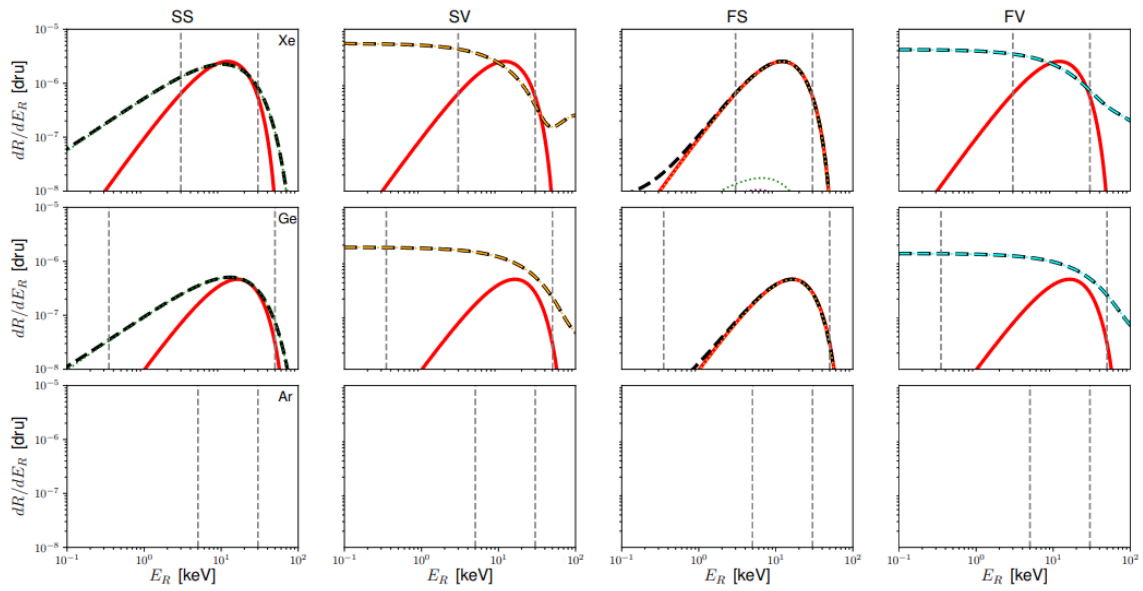 SS SV FS FV
10^{-5} Xe
10^{-6}
10^{-7}
10^{-8}
dR/dE_R [dru]
10^{-5} Ge
10^{-6}
10^{-7}
10^{-8}
dR/dE_R [dru]
10^{-5} Ar
10^{-6}
10^{-7}
10^{-8}
dR/dE_R [dru]
10^{-1} 10^{0} 10^{1} 10^{2} 10^{-1} 10^{0} 10^{1} 10^{2} 10^{-1} 10^{0} 10^{1} 10^{2} 10^{-1} 10^{0} 10^{1} 10^{2}
E_R [keV] E_R [keV] E_R [keV] E_R [keV]